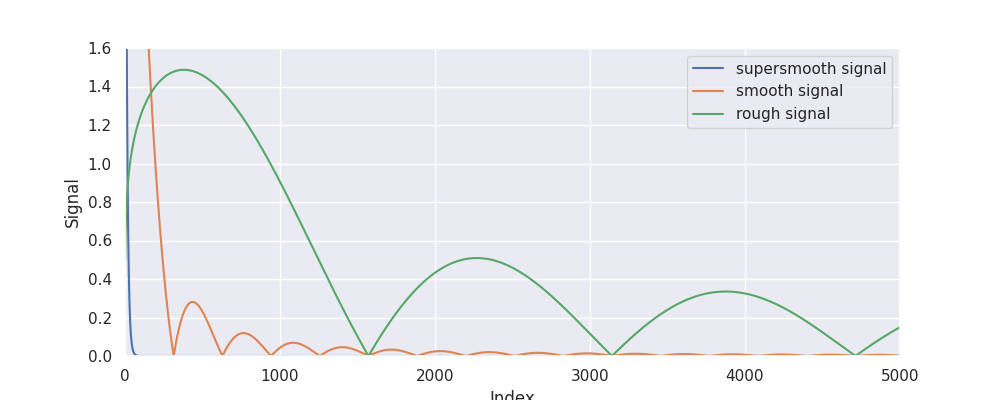 1.6
1.4
1.2
1.0
0.8
0.6
0.4
0.2
0.0
Signal
supersmooth signal
smooth signal
rough signal
0 1000 2000 3000 4000 5000
Index